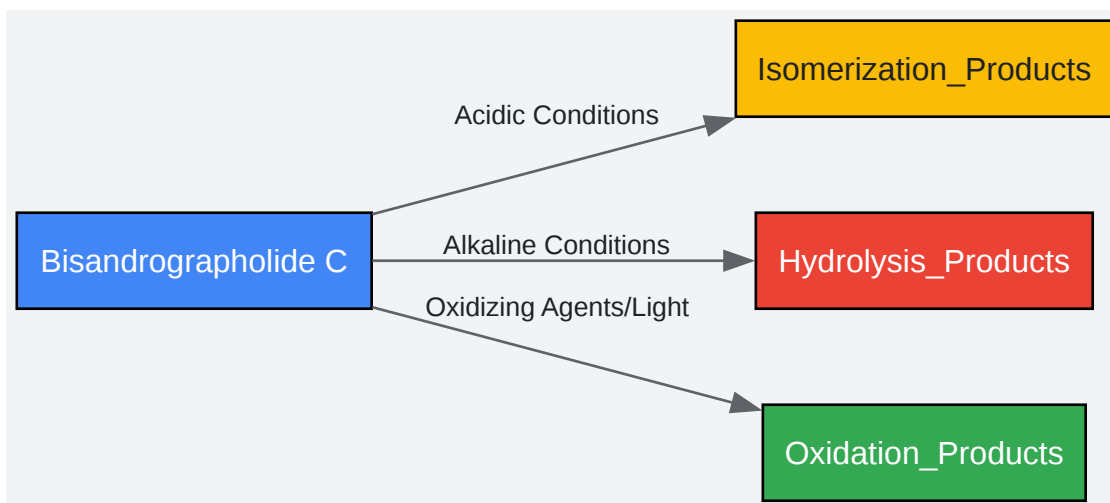 Isomerization_Products
Acidic Conditions
Bisandrographolide C
Alkaline Conditions
Hydrolysis_Products
Oxidizing Agents/Light
Oxidation_Products